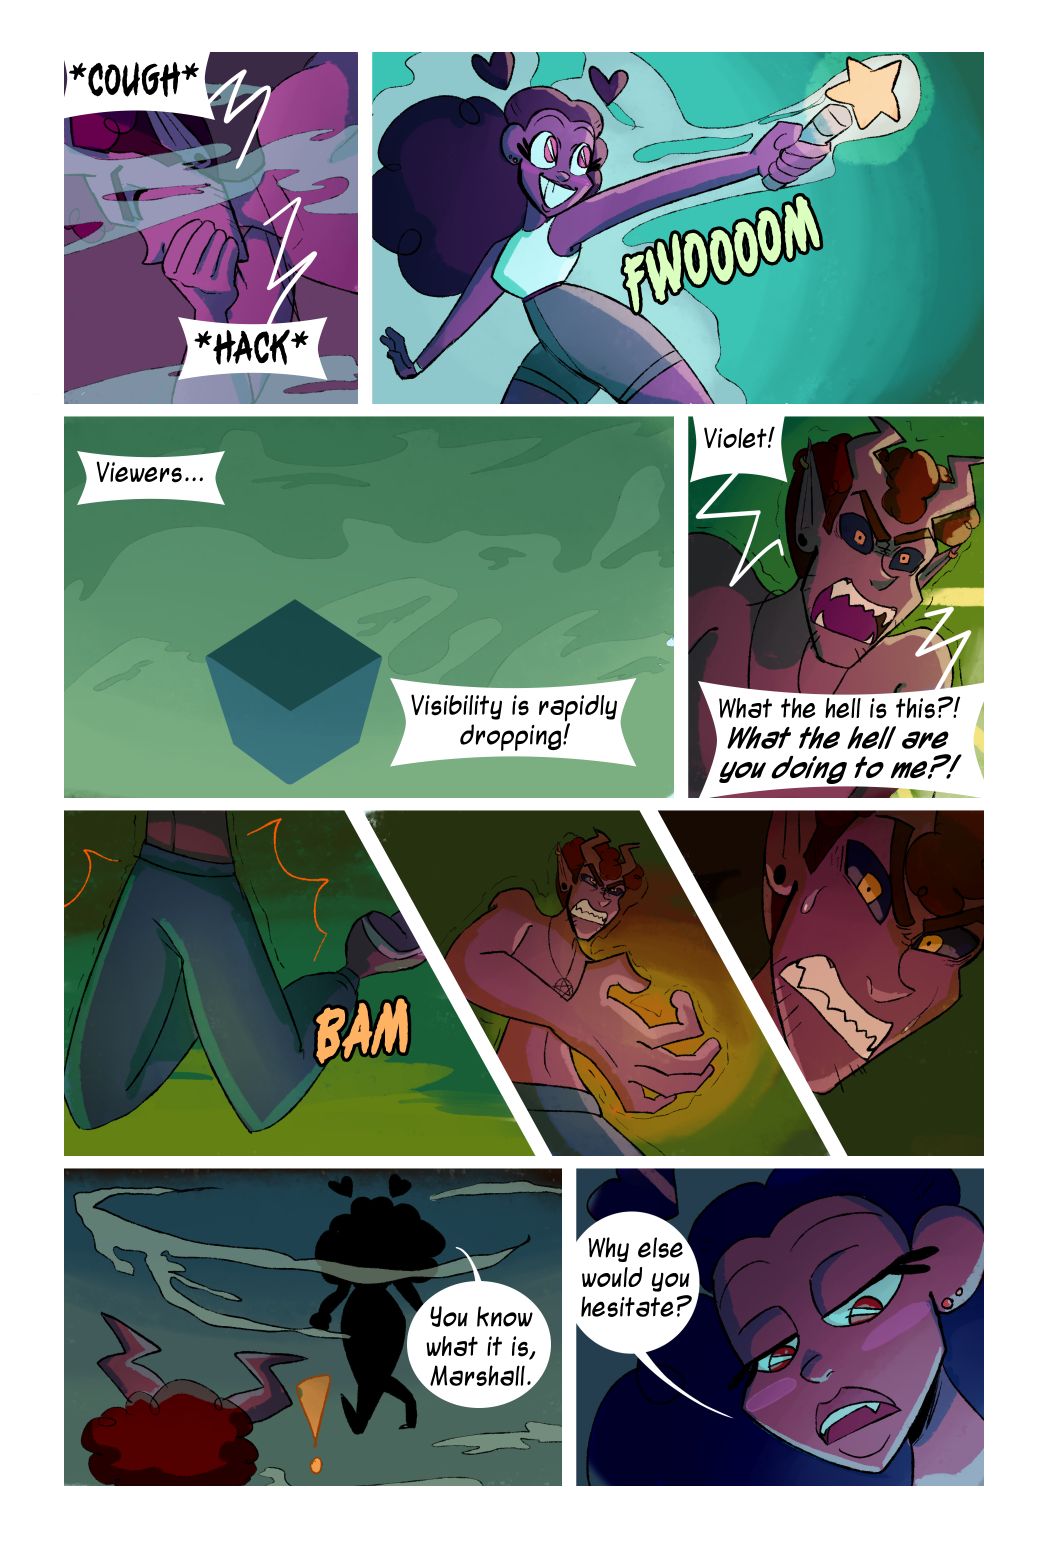 *COUGH*
*HACK*
FWOOOOM
Viewers...
Visibility is rapidly
dropping!
Violet!
What the hell is this?!
What the hell are
you doing to me?!
BAM
!
You know
what it is,
Marshall.
Why else
would you
hesitate?